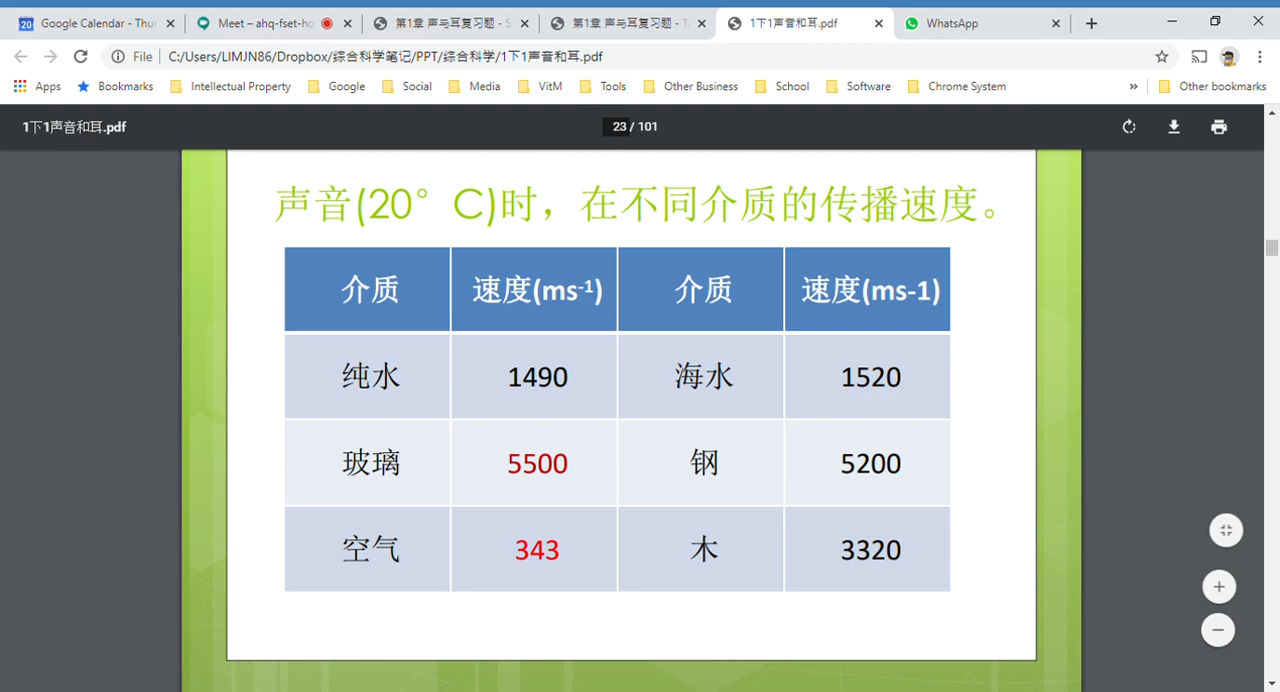 Google Calendar - Thur
Meet – ahq-fset-hq
第1章 声与耳复习题 - S
第1章 声与耳复习题 - T
1下1声音和耳.pdf
WhatsApp
File
C:/Users/LIMJN86/Dropbox/综合科学笔记/PPT/综合科学/1下1声音和耳.pdf
Apps
Bookmarks
Intellectual Property
Google
Social
Media
VitM
Tools
Other Business
School
Software
Chrome System
»
Other bookmarks
1下1声音和耳.pdf
23 / 101
声音(20°C)时，在不同介质的传播速度。
介质 速度(ms-1) 介质 速度(ms-1)
纯水 1490 海水 1520
玻璃 5500 钢 5200
空气 343 木 3320